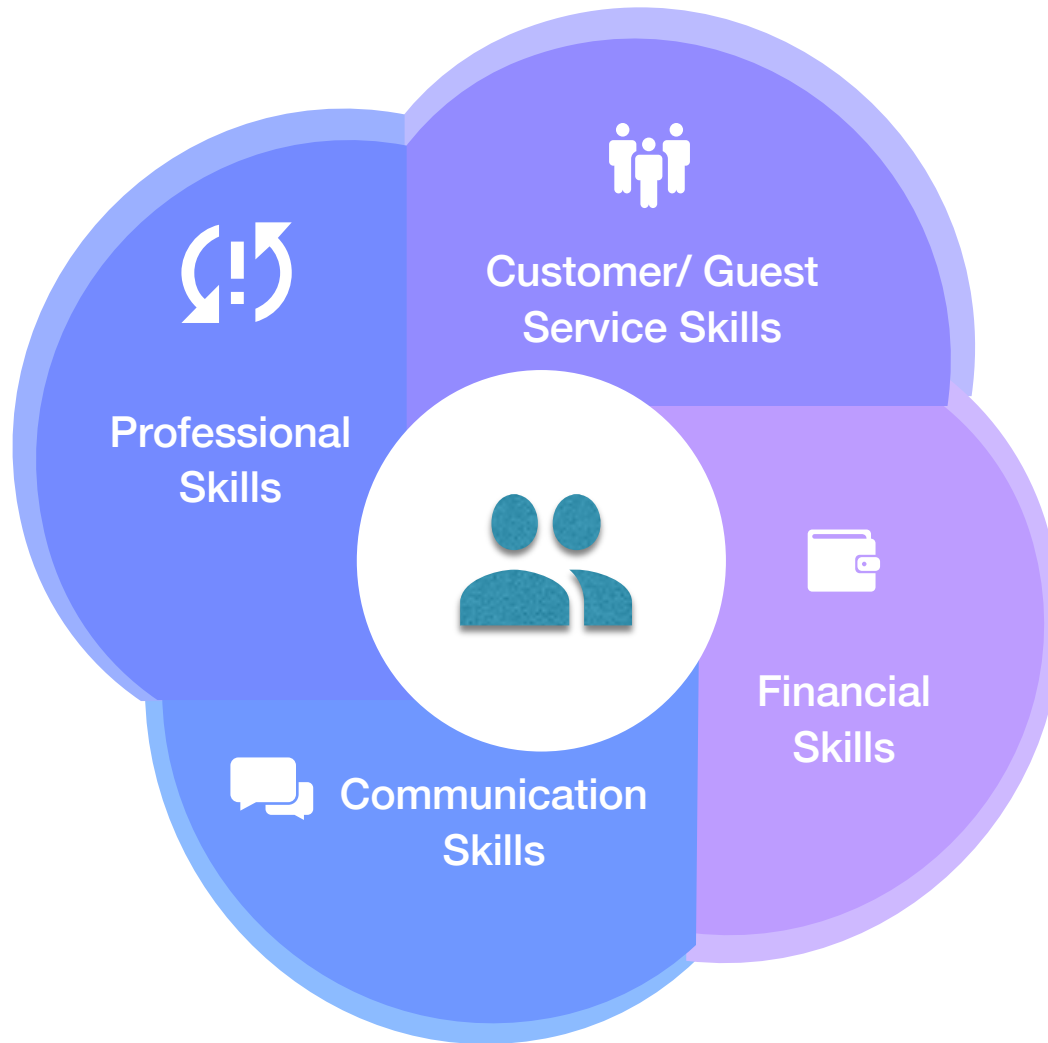 Customer/ Guest
Service Skills
Professional
Skills
Financial
Skills
Communication
Skills